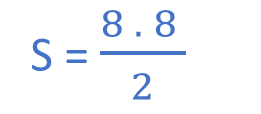 S = 8 . 8 / 2